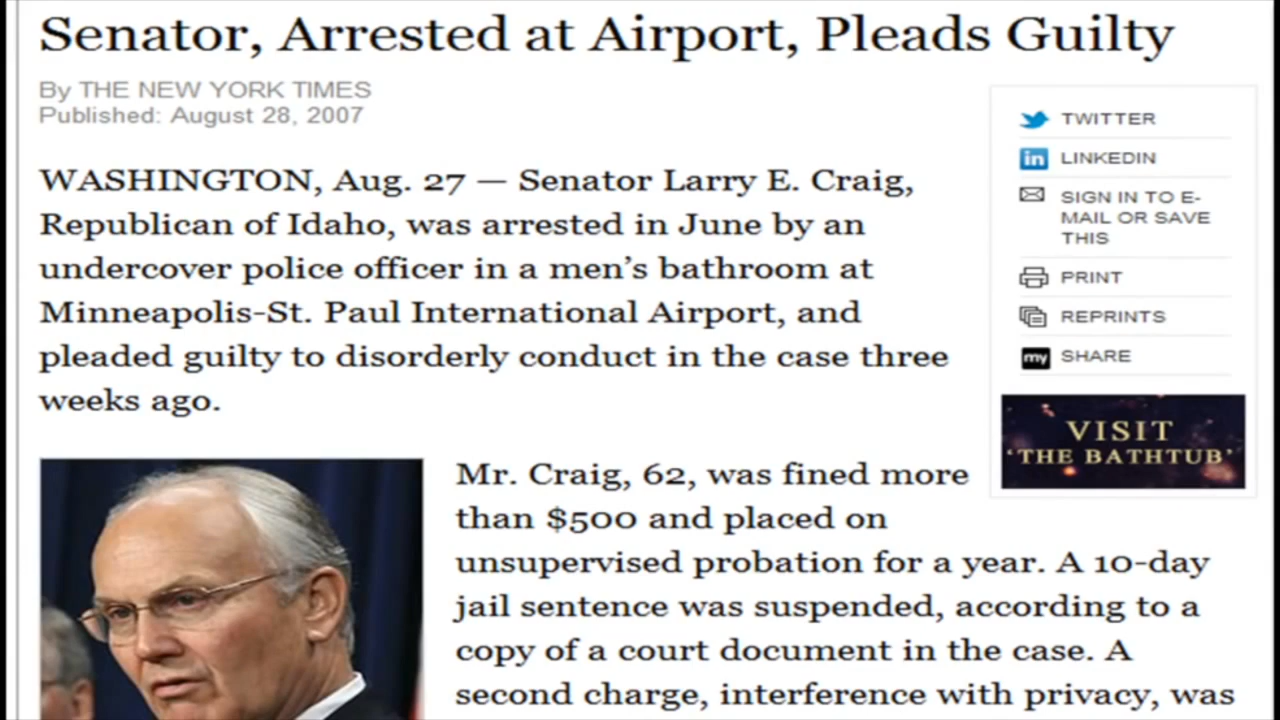 Senator, Arrested at Airport, Pleads Guilty
By THE NEW YORK TIMES
Published: August 28, 2007
WASHINGTON, Aug. 27 — Senator Larry E. Craig,
Republican of Idaho, was arrested in June by an
undercover police officer in a men’s bathroom at
Minneapolis-St. Paul International Airport, and
pleaded guilty to disorderly conduct in the case three
weeks ago.
Mr. Craig, 62, was fined more
than $500 and placed on
unsupervised probation for a year. A 10-day
jail sentence was suspended, according to a
copy of a court document in the case. A
second charge, interference with privacy, was
TWITTER
in LINKEDIN
SIGN IN TO E-
MAIL OR SAVE
THIS
PRINT
REPRINTS
my SHARE
VISIT
‘THE BATHTUB’